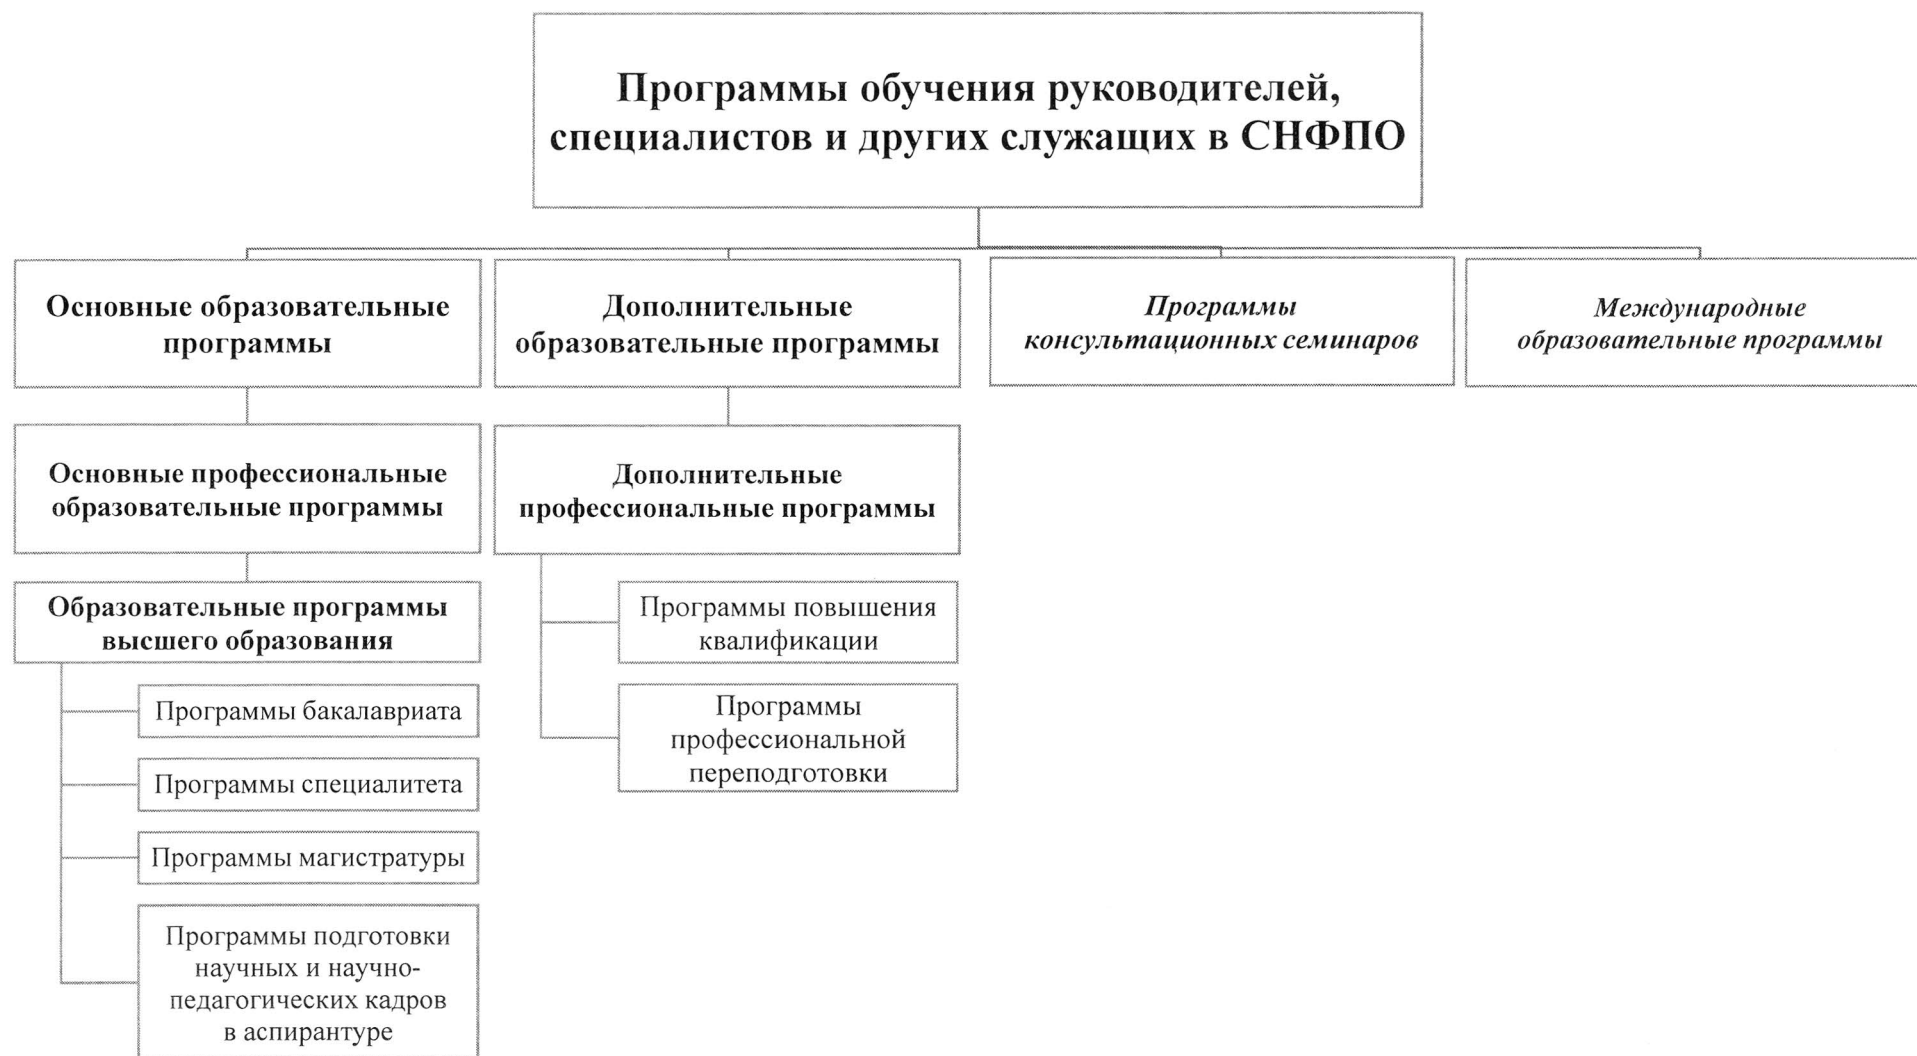 Программы обучения руководителей,
специалистов и других служащих в СНФПО
Основные образовательные
программы
Дополнительные
образовательные программы
Программы
консультационных семинаров
Международные
образовательные программы
Основные профессиональные
образовательные программы
Дополнительные
профессиональные программы
Образовательные программы
высшего образования
Программы повышения
квалификации
Программы бакалавриата
Программы специалитета
Программы магистратуры
Программы подготовки
научных и научно-
педагогических кадров
в аспирантуре
Программы
профессиональной
переподготовки